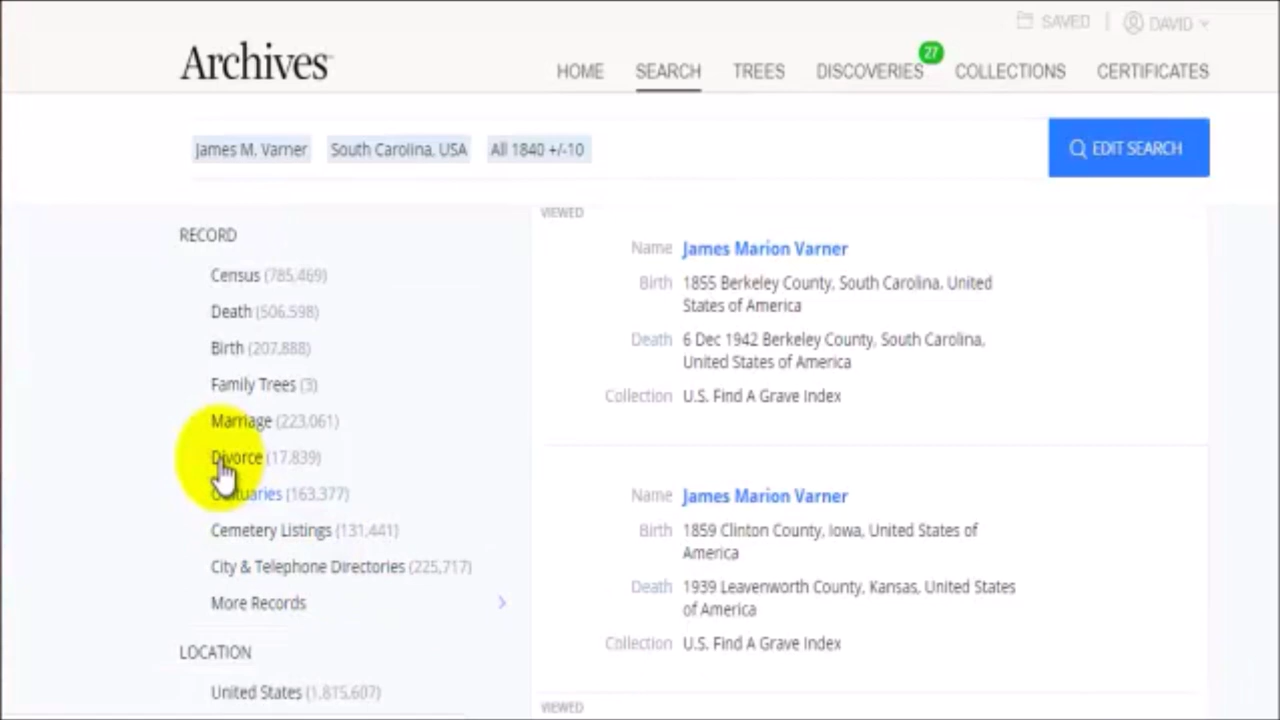 SAVED | DAVID
Archives
HOME SEARCH TREES DISCOVERIES 27 COLLECTIONS CERTIFICATES
James M. Varner South Carolina, USA All 1840 +/-10 EDIT SEARCH
RECORD
Census (785,469)
Death (506,598)
Birth (207,888)
Family Trees (3)
Marriage (223,061)
Divorce (17,839)
Obituaries (163,377)
Cemetery Listings (131,441)
City & Telephone Directories (225,717)
More Records
LOCATION
United States (1,815,607)
VIEWED
Name James Marion Varner
Birth 1855 Berkeley County, South Carolina, United
States of America
Death 6 Dec 1942 Berkeley County, South Carolina,
United States of America
Collection U.S. Find A Grave Index
Name James Marion Varner
Birth 1859 Clinton County, Iowa, United States of
America
Death 1939 Leavenworth County, Kansas, United States
of America
Collection U.S. Find A Grave Index
VIEWED